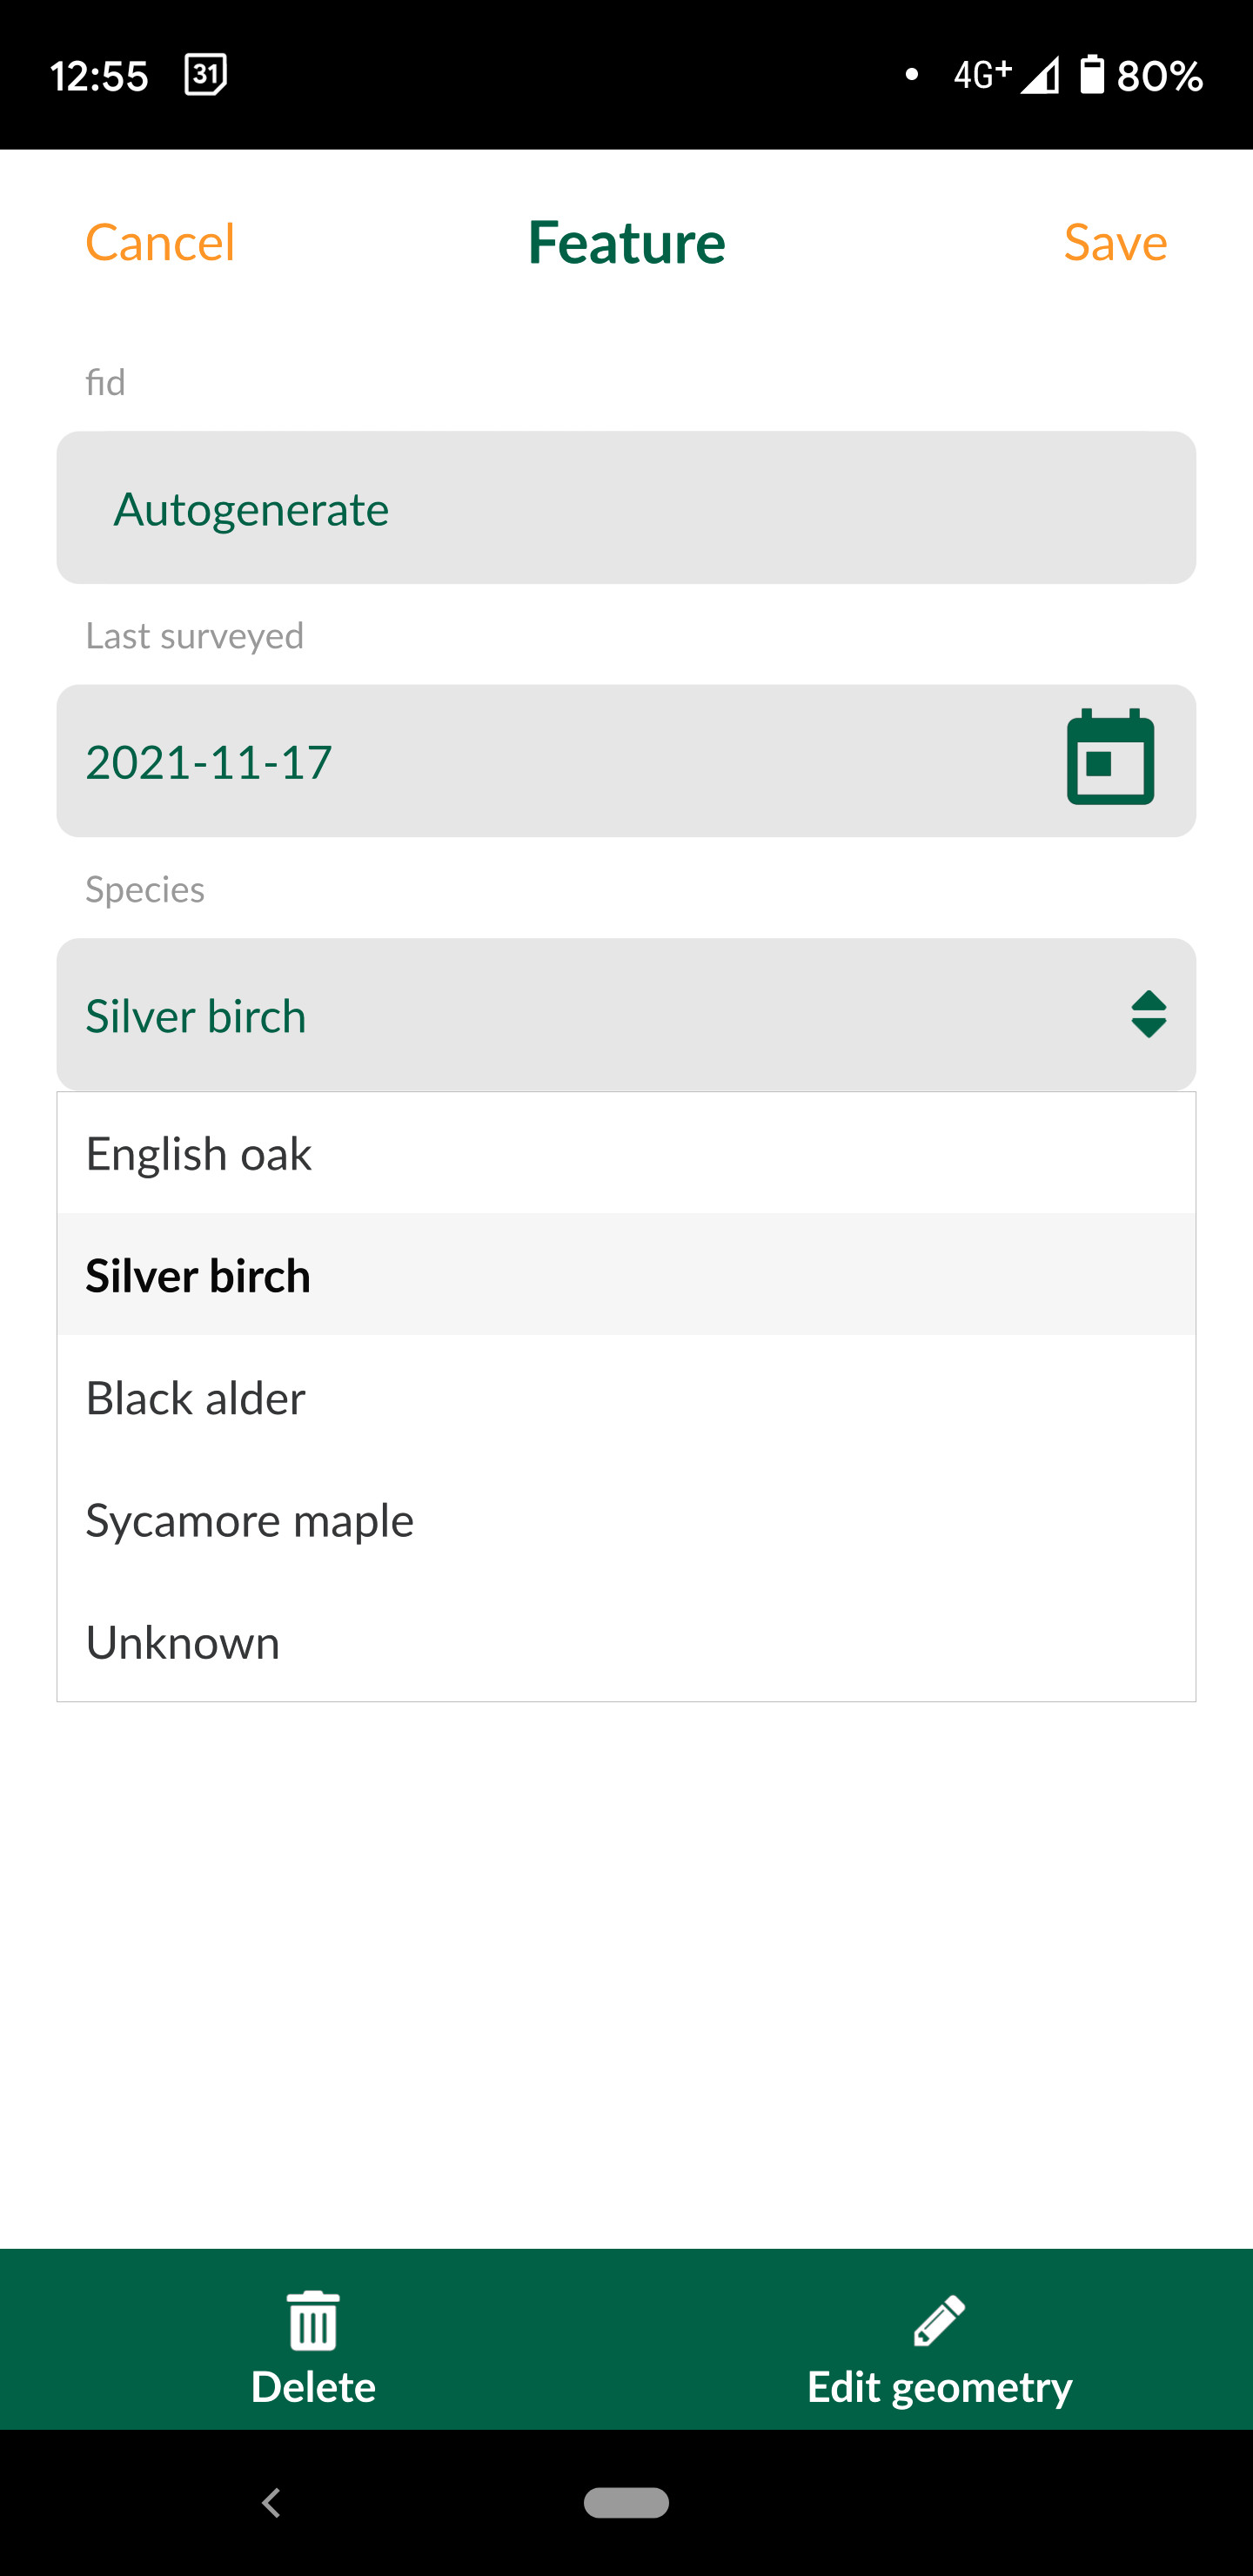 12:55 31 4G+ 80%
Cancel Feature Save
fid
Autogenerate
Last surveyed
2021-11-17
Species
Silver birch
English oak
Silver birch
Black alder
Sycamore maple
Unknown
Delete Edit geometry